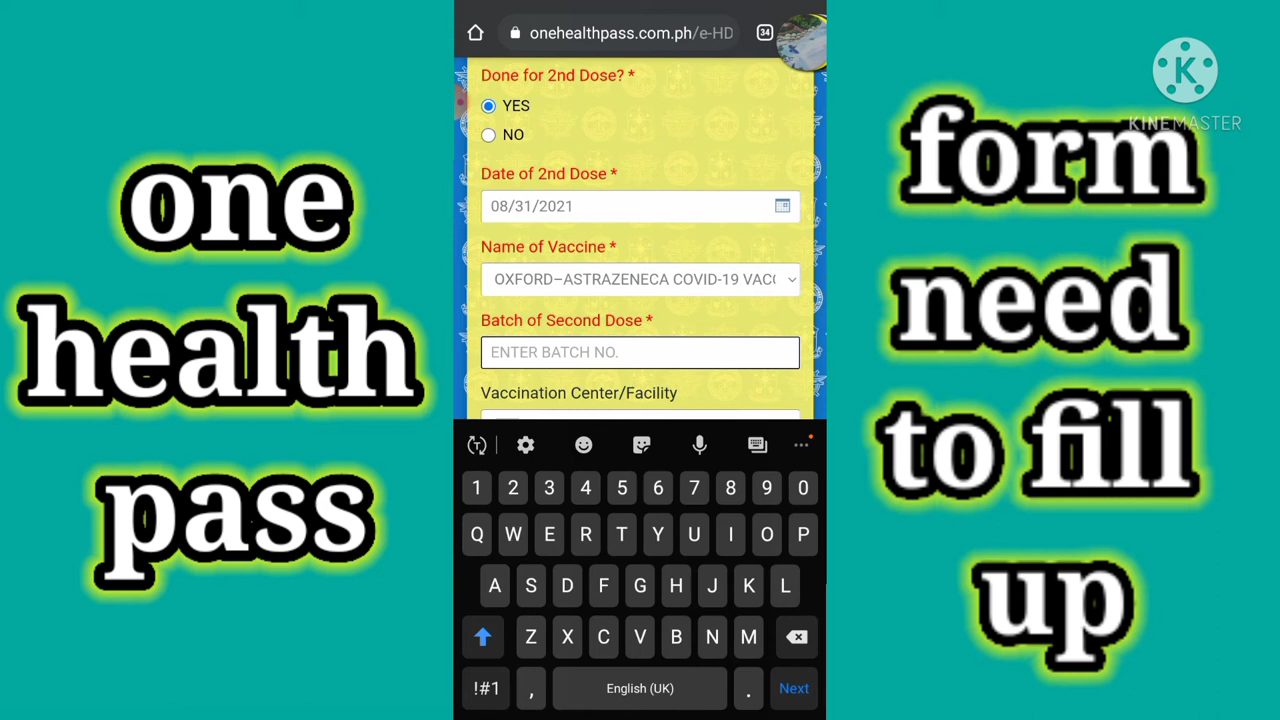 one
health
pass
onehealthpass.com.ph/e-HD
34
Done for 2nd Dose? *
YES
NO
Date of 2nd Dose *
08/31/2021
Name of Vaccine *
OXFORD–ASTRAZENECA COVID-19 VACC
Batch of Second Dose *
ENTER BATCH NO.
Vaccination Center/Facility
1 2 3 4 5 6 7 8 9 0
Q W E R T Y U I O P
A S D F G H J K L
Z X C V B N M
!#1 , English (UK) . Next
K
KINEMASTER
form
need
to fill
up